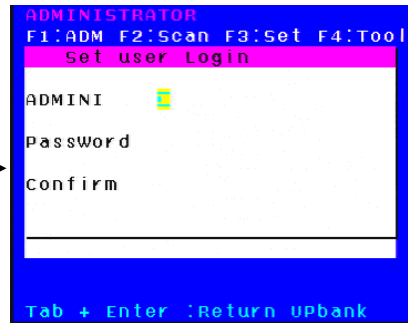 ADMINISTRATOR
F1:ADM F2:Scan F3:Set F4:Tool
Set user Login
ADMINI
PassWord
Confirm
Tab + Enter :Return UPbank